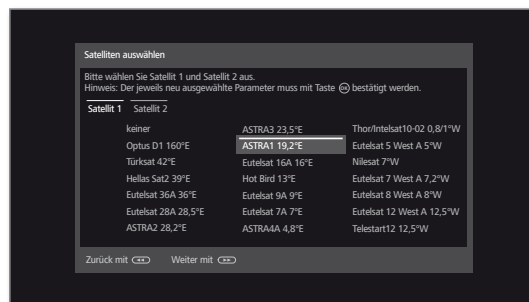 Satelliten auswählen
Bitte wählen Sie Satellit 1 und Satellit 2 aus.
Hinweis: Der jeweils neu ausgewählte Parameter muss mit Taste OK bestätigt werden.
Satellit 1 Satellit 2
keiner ASTRA3 23,5°E Thor/Intelsat10-02 0,8/1°W
Optus D1 160°E ASTRA1 19,2°E Eutelsat 5 West A 5°W
Türksat 42°E Eutelsat 16A 16°E Nilesat 7°W
Hellas Sat2 39°E Hot Bird 13°E Eutelsat 7 West A 7,2°W
Eutelsat 36A 36°E Eutelsat 9A 9°E Eutelsat 8 West A 8°W
Eutelsat 28A 28,5°E Eutelsat 7A 7°E Eutelsat 12 West A 12,5°W
ASTRA2 28,2°E ASTRA4A 4,8°E Telestart12 12,5°W
Zurück mit Weiter mit